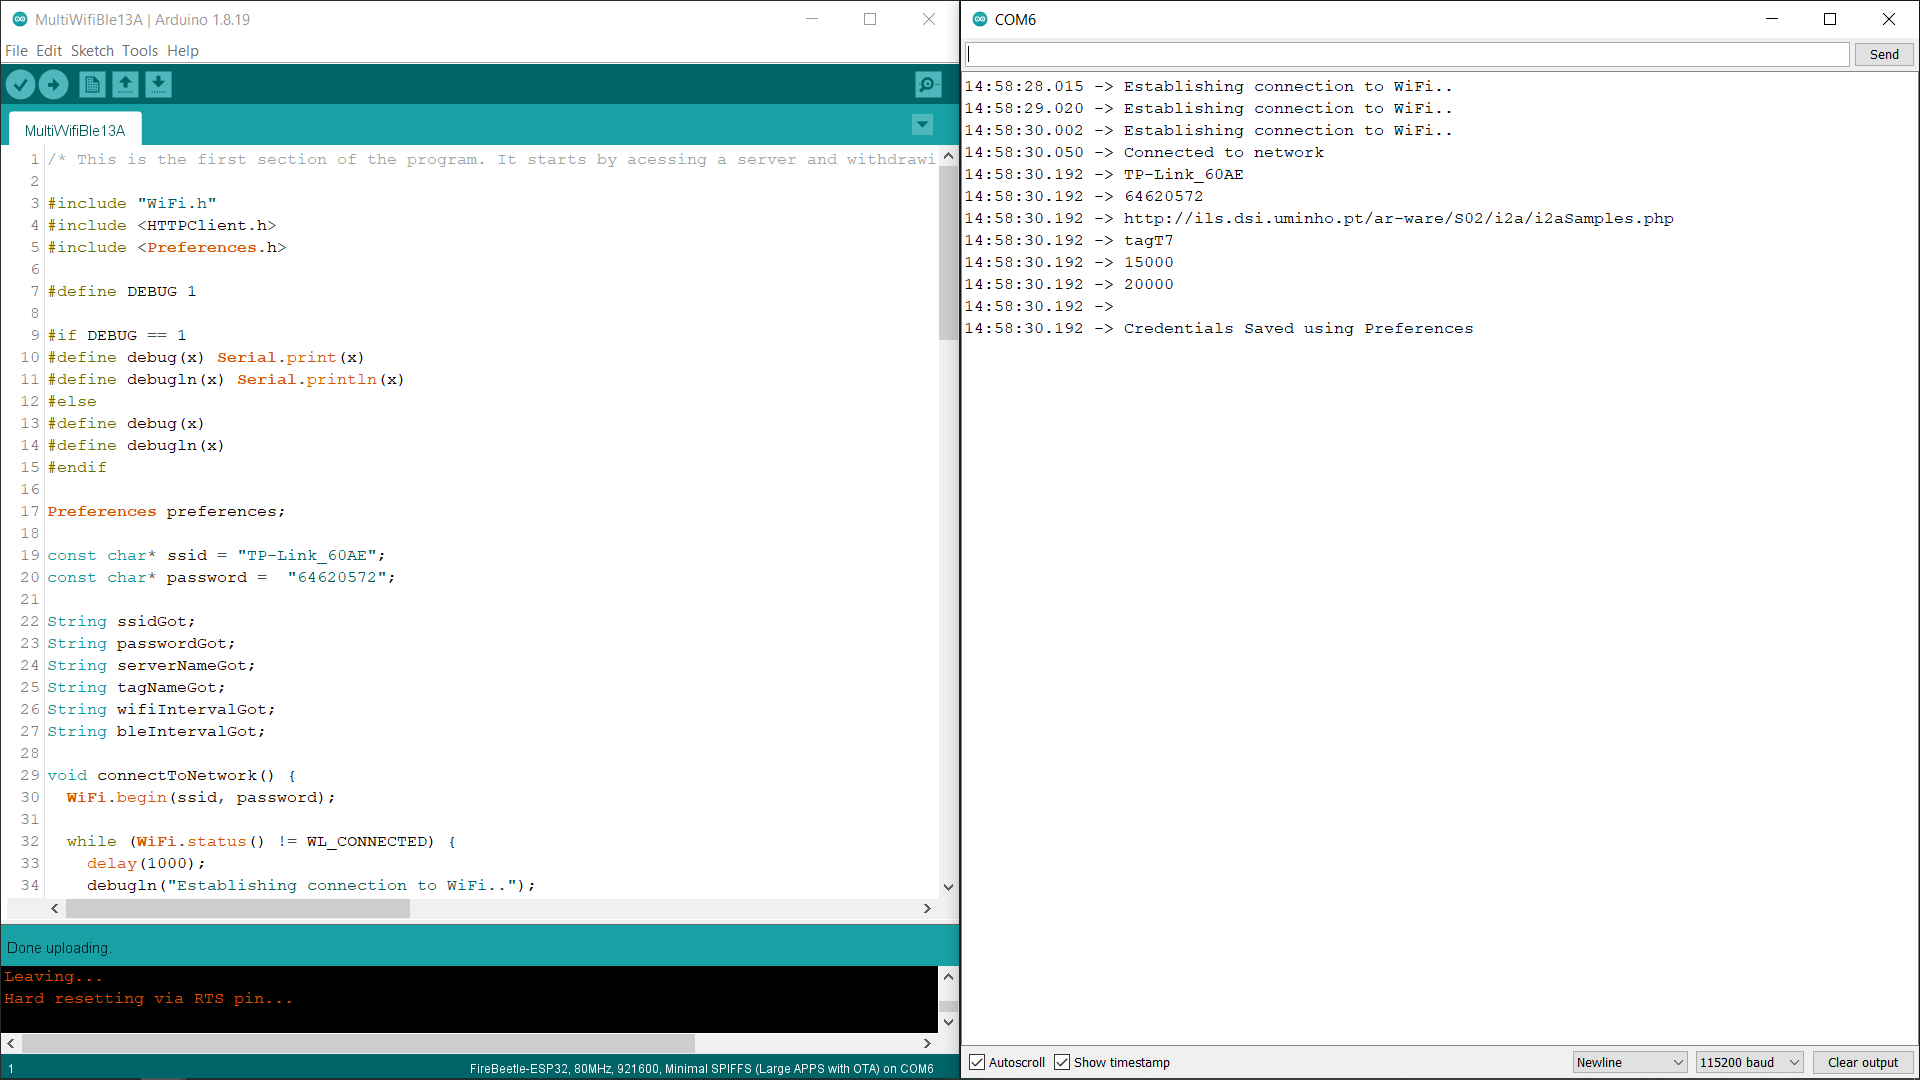 MultiWifiBle13A | Arduino 1.8.19
File Edit Sketch Tools Help
MultiWifiBle13A
1 /* This is the first section of the program. It starts by acessing a server and withdrawi
2
3 #include "WiFi.h"
4 #include <HTTPClient.h>
5 #include <Preferences.h>
6
7 #define DEBUG 1
8
9 #if DEBUG == 1
10 #define debug(x) Serial.print(x)
11 #define debugln(x) Serial.println(x)
12 #else
13 #define debug(x)
14 #define debugln(x)
15 #endif
16
17 Preferences preferences;
18
19 const char* ssid = "TP-Link_60AE";
20 const char* password =  "64620572";
21
22 String ssidGot;
23 String passwordGot;
24 String serverNameGot;
25 String tagNameGot;
26 String wifiIntervalGot;
27 String bleIntervalGot;
28
29 void connectToNetwork() {
30   WiFi.begin(ssid, password);
31
32   while (WiFi.status() != WL_CONNECTED) {
33     delay(1000);
34     debugln("Establishing connection to WiFi..");
Done uploading.
Leaving...
Hard resetting via RTS pin...
1 FireBeetle-ESP32, 80MHz, 921600, Minimal SPIFFS (Large APPS with OTA) on COM6
COM6
Send
14:58:28.015 -> Establishing connection to WiFi..
14:58:29.020 -> Establishing connection to WiFi..
14:58:30.002 -> Establishing connection to WiFi..
14:58:30.050 -> Connected to network
14:58:30.192 -> TP-Link_60AE
14:58:30.192 -> 64620572
14:58:30.192 -> http://ils.dsi.uminho.pt/ar-ware/S02/i2a/i2aSamples.php
14:58:30.192 -> tagT7
14:58:30.192 -> 15000
14:58:30.192 -> 20000
14:58:30.192 ->
14:58:30.192 -> Credentials Saved using Preferences
Autoscroll Show timestamp Newline 115200 baud Clear output